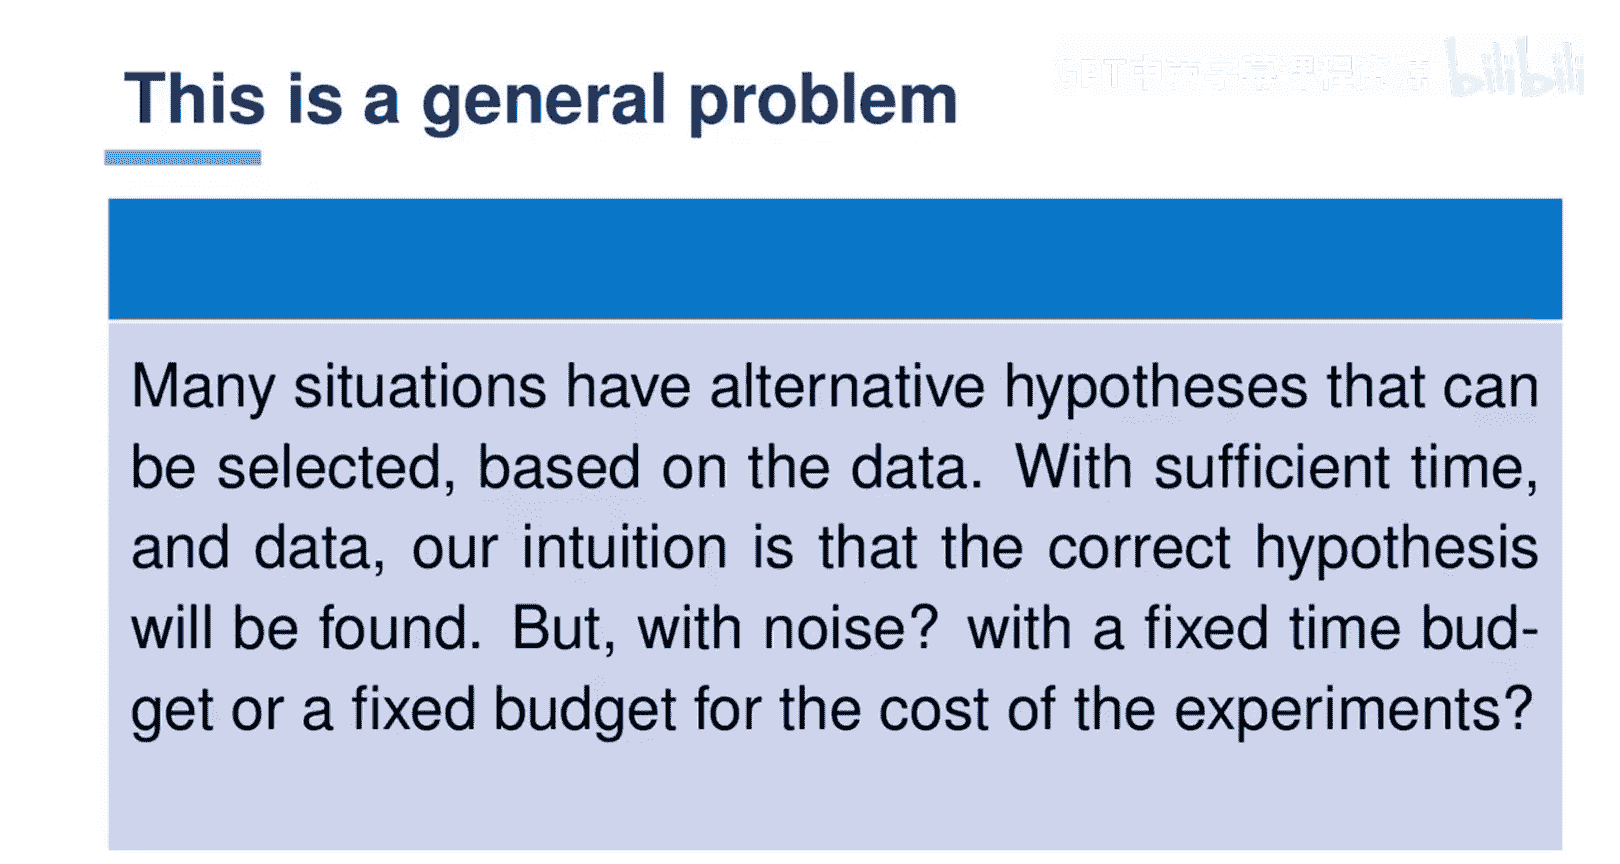 This is a general problem
bilibili
Many situations have alternative hypotheses that can
be selected, based on the data. With sufficient time,
and data, our intuition is that the correct hypothesis
will be found. But, with noise? with a fixed time bud-
get or a fixed budget for the cost of the experiments?